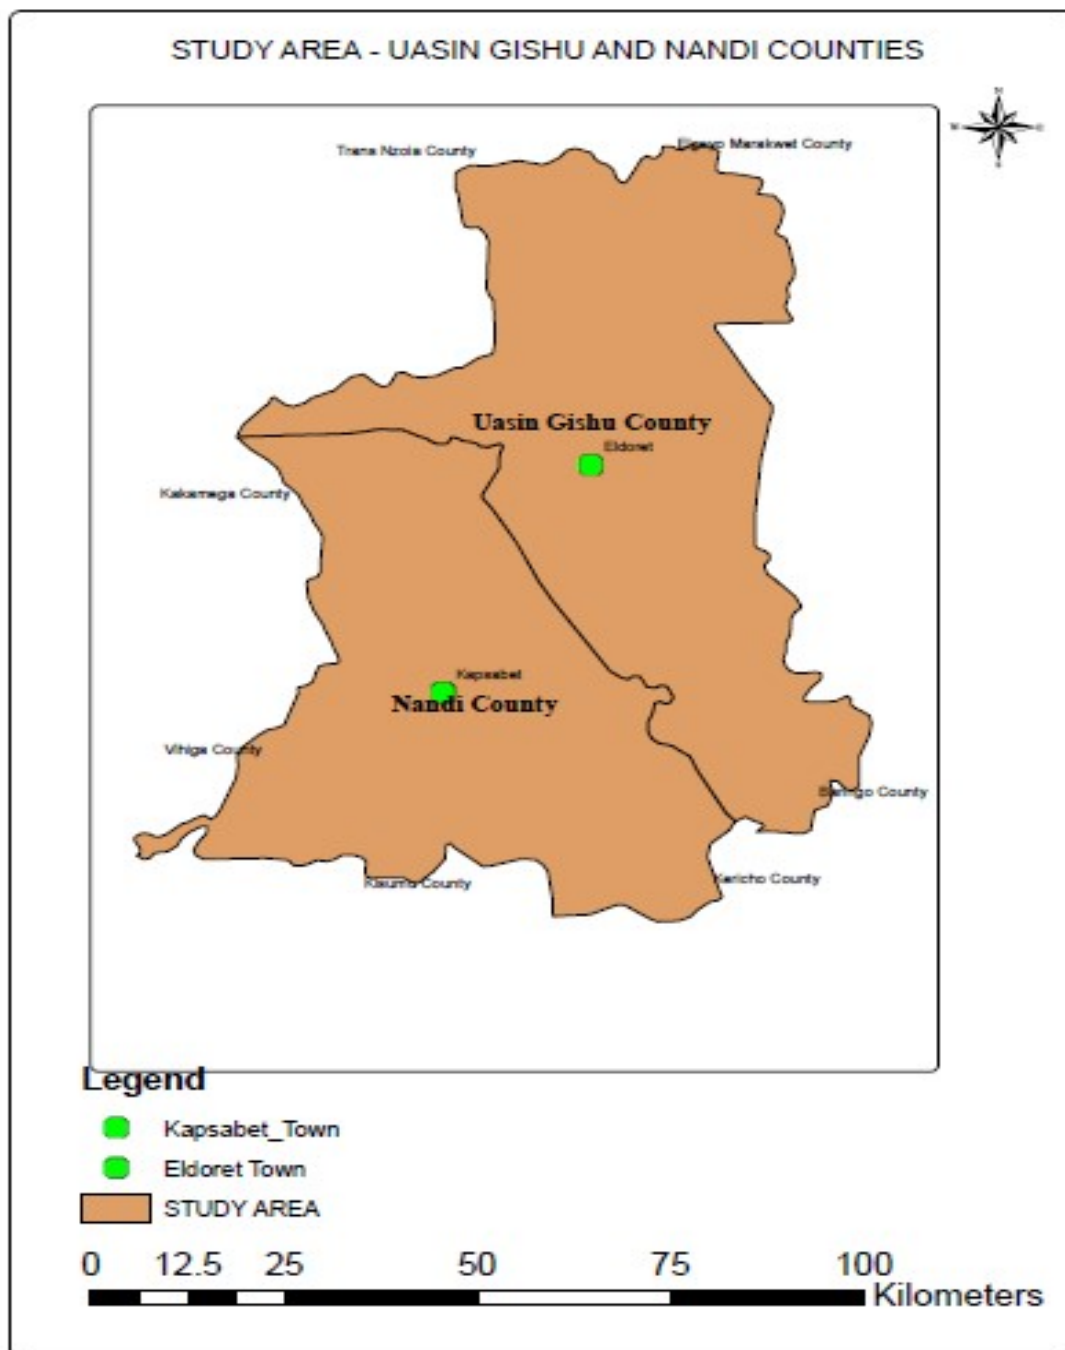 STUDY AREA - UASIN GISHU AND NANDI COUNTIES
N
Trans Nzoia County
Elgeyo Marakwet County
Uasin Gishu County
Eldoret
Kakamega County
Kapsabet
Nandi County
Vihiga County
Baringo County
Kisumu County
Kericho County
Legend
Kapsabet_Town
Eldoret Town
STUDY AREA
0 12.5 25 50 75 100
Kilometers